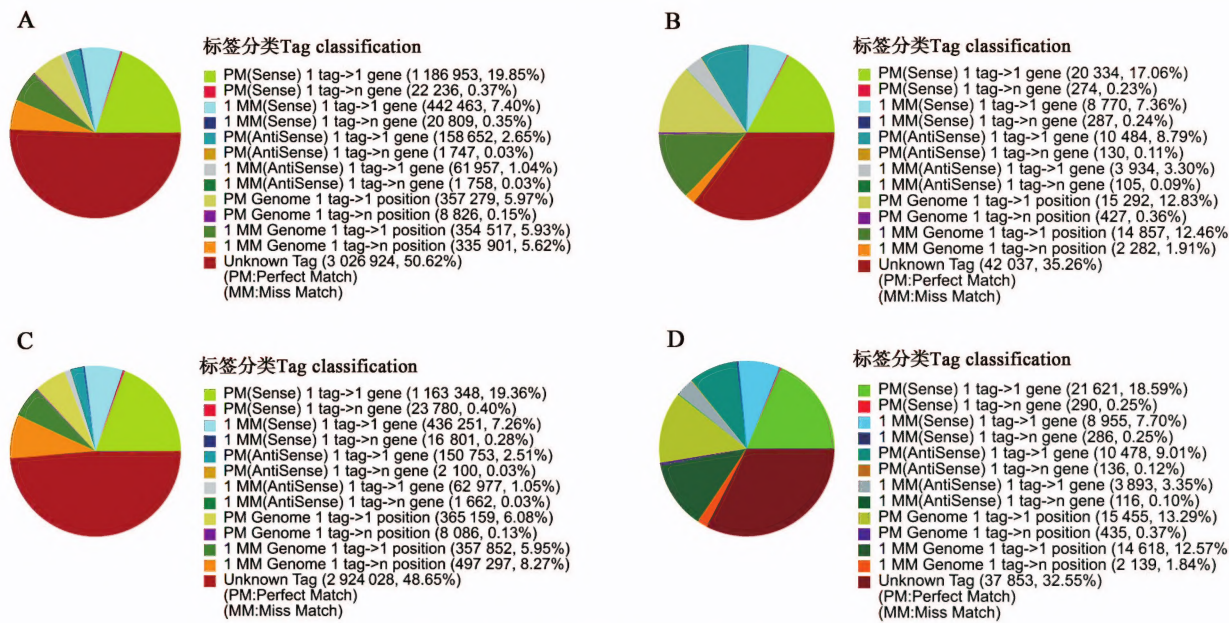 A
标签分类Tag classification
PM(Sense) 1 tag->1 gene (1 186 953, 19.85%)
PM(Sense) 1 tag->n gene (22 236, 0.37%)
1 MM(Sense) 1 tag->1 gene (442 463, 7.40%)
1 MM(Sense) 1 tag->n gene (20 809, 0.35%)
PM(AntiSense) 1 tag->1 gene (158 652, 2.65%)
PM(AntiSense) 1 tag->n gene (1 747, 0.03%)
1 MM(AntiSense) 1 tag->1 gene (61 957, 1.04%)
1 MM(AntiSense) 1 tag->n gene (1 758, 0.03%)
PM Genome 1 tag->1 position (357 279, 5.97%)
PM Genome 1 tag->n position (8 826, 0.15%)
1 MM Genome 1 tag->1 position (354 517, 5.93%)
1 MM Genome 1 tag->n position (335 901, 5.62%)
Unknown Tag (3 026 924, 50.62%)
(PM:Perfect Match)
(MM:Miss Match)
B
标签分类Tag classification
PM(Sense) 1 tag->1 gene (20 334, 17.06%)
PM(Sense) 1 tag->n gene (274, 0.23%)
1 MM(Sense) 1 tag->1 gene (8 770, 7.36%)
1 MM(Sense) 1 tag->n gene (287, 0.24%)
PM(AntiSense) 1 tag->1 gene (10 484, 8.79%)
PM(AntiSense) 1 tag->n gene (130, 0.11%)
1 MM(AntiSense) 1 tag->1 gene (3 934, 3.30%)
1 MM(AntiSense) 1 tag->n gene (105, 0.09%)
PM Genome 1 tag->1 position (15 292, 12.83%)
PM Genome 1 tag->n position (427, 0.36%)
1 MM Genome 1 tag->1 position (14 857, 12.46%
1 MM Genome 1 tag->n position (2 282, 1.91%)
Unknown Tag (42 037, 35.26%)
(PM:Perfect Match)
(MM:Miss Match)
C
标签分类Tag classification
PM(Sense) 1 tag->1 gene (1 163 348, 19.36%)
PM(Sense) 1 tag->n gene (23 780, 0.40%)
1 MM(Sense) 1 tag->1 gene (436 251, 7.26%)
1 MM(Sense) 1 tag->n gene (16 801, 0.28%)
PM(AntiSense) 1 tag->1 gene (150 753, 2.51%)
PM(AntiSense) 1 tag->n gene (2 100, 0.03%)
1 MM(AntiSense) 1 tag->1 gene (62 977, 1.05%)
1 MM(AntiSense) 1 tag->n gene (1 662, 0.03%)
PM Genome 1 tag->1 position (365 159, 6.08%)
PM Genome 1 tag->n position (8 086, 0.13%)
1 MM Genome 1 tag->1 position (357 852, 5.95%)
1 MM Genome 1 tag->n position (497 297, 8.27%)
Unknown Tag (2 924 028, 48.65%)
(PM:Perfect Match)
(MM:Miss Match)
D
标签分类Tag classification
PM(Sense) 1 tag->1 gene (21 621, 18.59%)
PM(Sense) 1 tag->n gene (290, 0.25%)
1 MM(Sense) 1 tag->1 gene (8 955, 7.70%)
1 MM(Sense) 1 tag->n gene (286, 0.25%)
PM(AntiSense) 1 tag->1 gene (10 478, 9.01%)
PM(AntiSense) 1 tag->n gene (136, 0.12%)
1 MM(AntiSense) 1 tag->1 gene (3 893, 3.35%)
1 MM(AntiSense) 1 tag->n gene (116, 0.10%)
PM Genome 1 tag->1 position (15 455, 13.29%)
PM Genome 1 tag->n position (435, 0.37%)
1 MM Genome 1 tag->1 position (14 618, 12.57%
1 MM Genome 1 tag->n position (2 139, 1.84%)
Unknown Tag (37 853, 32.55%)
(PM:Perfect Match)
(MM:Miss Match)